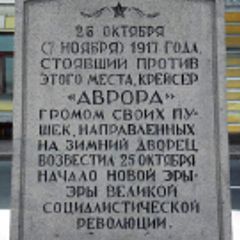 26 ОКТЯБРЯ
(7 НОЯБРЯ) 1917 ГОДА,
СТОЯВШИЙ ПРОТИВ
ЭТОГО МЕСТА, КРЕЙСЕР
«АВРОРА»
ГРОМОМ СВОИХ ПУ-
ШЕК, НАПРАВЛЕННЫХ
НА ЗИМНИЙ ДВОРЕЦ
ВОЗВЕСТИЛ 25 ОКТЯБРЯ
НАЧАЛО НОВОЙ ЭРЫ-
ЭРЫ ВЕЛИКОЙ
СОЦИАЛИСТИЧЕСКОЙ
РЕВОЛЮЦИИ.